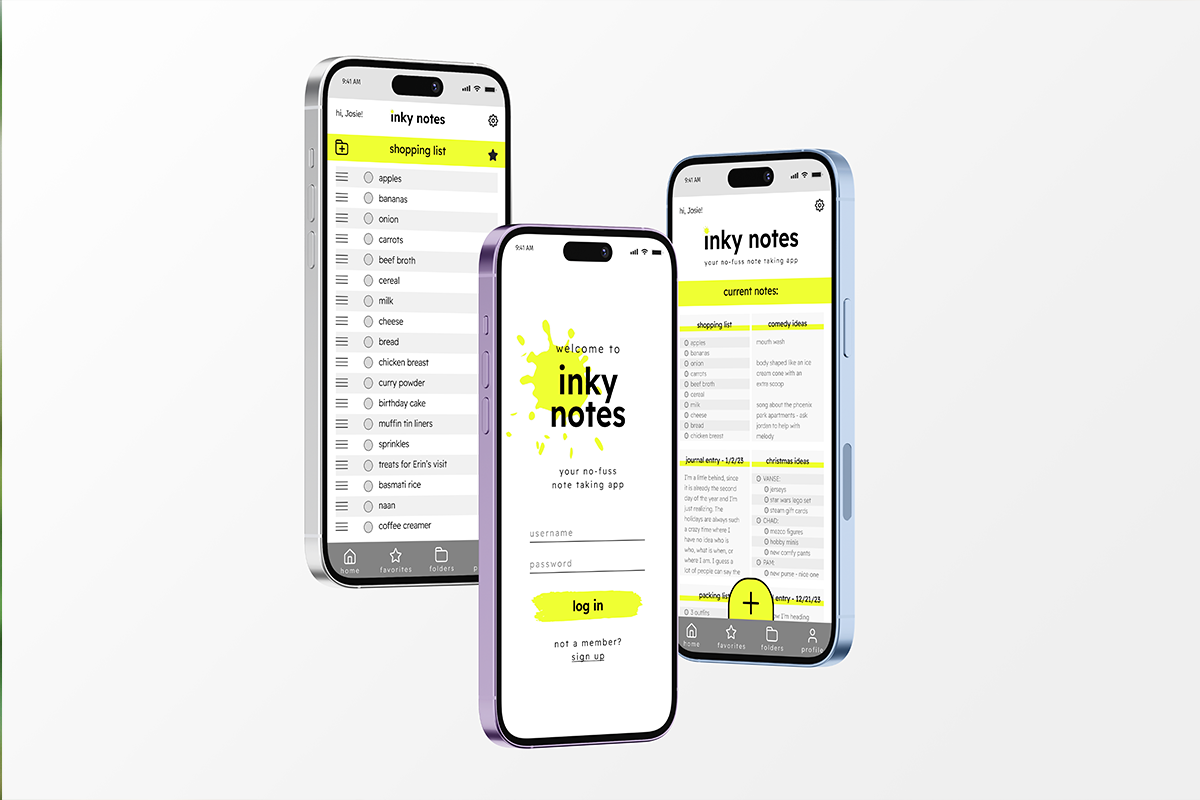 9:41 AM
hi, Josie!
inky notes
shopping list
apples
bananas
onion
carrots
beef broth
cereal
milk
cheese
bread
chicken breast
curry powder
birthday cake
muffin tin liners
sprinkles
treats for Erin's visit
basmati rice
naan
coffee creamer
home
favorites
folders
9:41 AM
welcome to
inky
notes
your no-fuss
note taking app
username
password
log in
not a member?
sign up
9:41 AM
hi, Josie!
inky notes
your no-fuss note taking app
current notes:
shopping list
apples
bananas
onion
carrots
beef broth
cereal
milk
cheese
bread
chicken breast
comedy ideas
mouth wash
body shaped like an ice
cream cone with an
extra scoop
song about the phoenix
park apartments - ask
jorden to help with
melody
journal entry - 1/2/23
I'm a little behind, since
it is already the second
day of the year and I'm
just realizing. The
holidays are always such
a crazy time where I
have no idea who is
who, what is when, or
where I am. I guess a
lot of people can say the
christmas ideas
VANSE:
jerseys
star wars lego set
steam gift cards
CHAD:
mezco figures
hobby minis
new comfy pants
PAM:
new purse - nice one
packing list
3 outfits
entry - 12/21/23
I'm heading
+
home
favorites
folders
profile